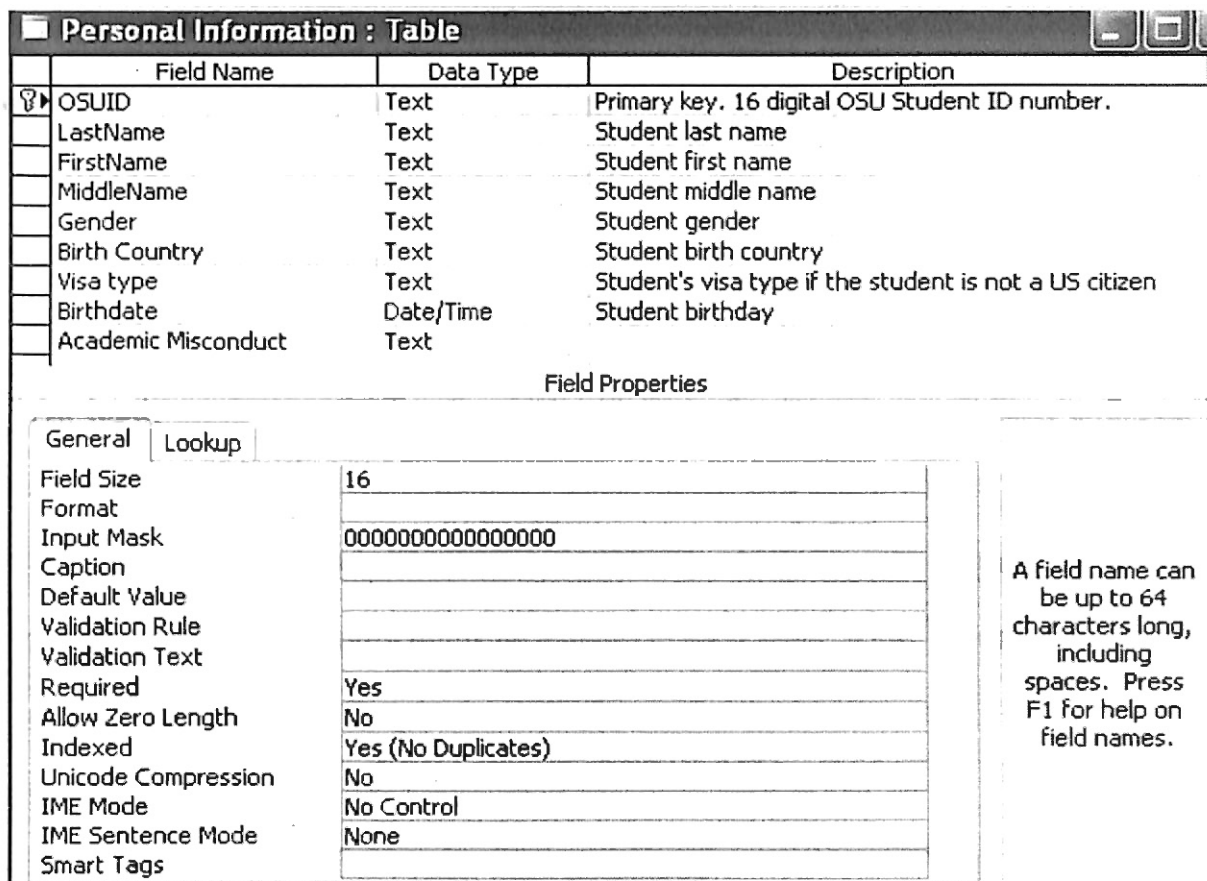 Personal Information : Table
Field Name Data Type Description
OSUID Text Primary key. 16 digital OSU Student ID number.
LastName Text Student last name
FirstName Text Student first name
MiddleName Text Student middle name
Gender Text Student gender
Birth Country Text Student birth country
Visa type Text Student's visa type if the student is not a US citizen
Birthdate Date/Time Student birthday
Academic Misconduct Text
Field Properties
General Lookup
Field Size 16
Format
Input Mask 0000000000000000
Caption
Default Value
Validation Rule
Validation Text
Required Yes
Allow Zero Length No
Indexed Yes (No Duplicates)
Unicode Compression No
IME Mode No Control
IME Sentence Mode None
Smart Tags
A field name can
be up to 64
characters long,
including
spaces. Press
F1 for help on
field names.